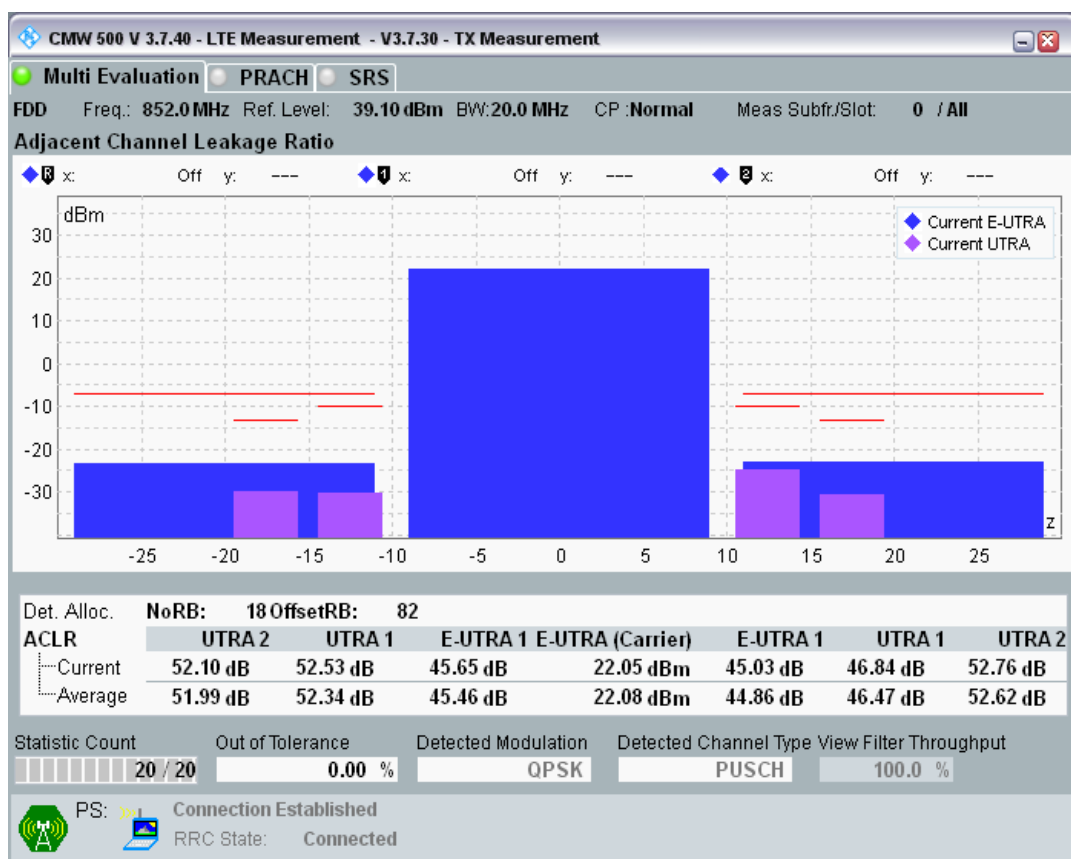 CMW 500 V 3.7.40 - LTE Measurement - V3.7.30 - TX Measurement
Multi Evaluation PRACH SRS
FDD Freq.: 852.0 MHz Ref. Level: 39.10 dBm BW:20.0 MHz CP :Normal Meas Subfr./Slot: 0 / All
Adjacent Channel Leakage Ratio
R x: Off y: --- 1 x: Off y: --- 2 x: Off y: ---
dBm
Current E-UTRA
Current UTRA
30
20
10
0
-10
-20
-30
z
-25 -20 -15 -10 -5 0 5 10 15 20 25
Det. Alloc. NoRB: 18 OffsetRB: 82
ACLR UTRA 2 UTRA 1 E-UTRA 1 E-UTRA (Carrier) E-UTRA 1 UTRA 1 UTRA 2
Current 52.10 dB 52.53 dB 45.65 dB 22.05 dBm 45.03 dB 46.84 dB 52.76 dB
Average 51.99 dB 52.34 dB 45.46 dB 22.08 dBm 44.86 dB 46.47 dB 52.62 dB
Statistic Count Out of Tolerance Detected Modulation Detected Channel Type View Filter Throughput
20 / 20 0.00 % QPSK PUSCH 100.0 %
PS: Connection Established
RRC State: Connected